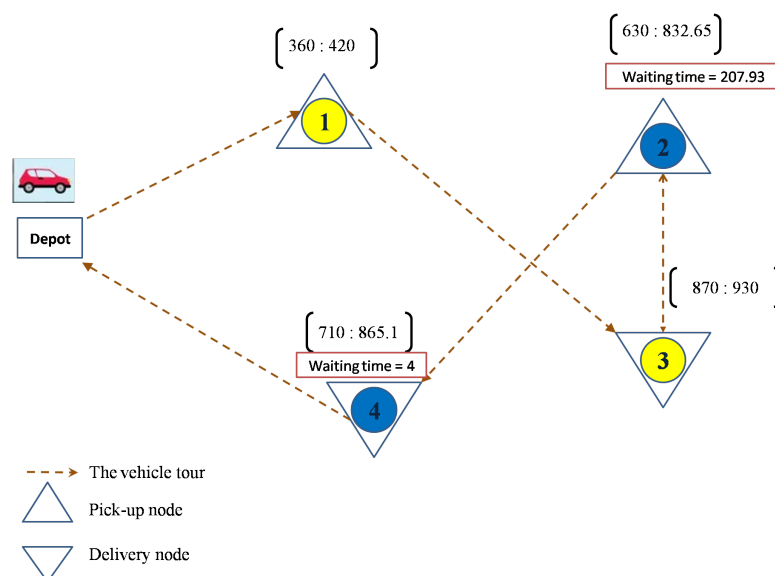 360 : 420
630 : 832.65
Waiting time = 207.93
1
2
Depot
870 : 930
710 : 865.1
Waiting time = 4
3
4
The vehicle tour
Pick-up node
Delivery node